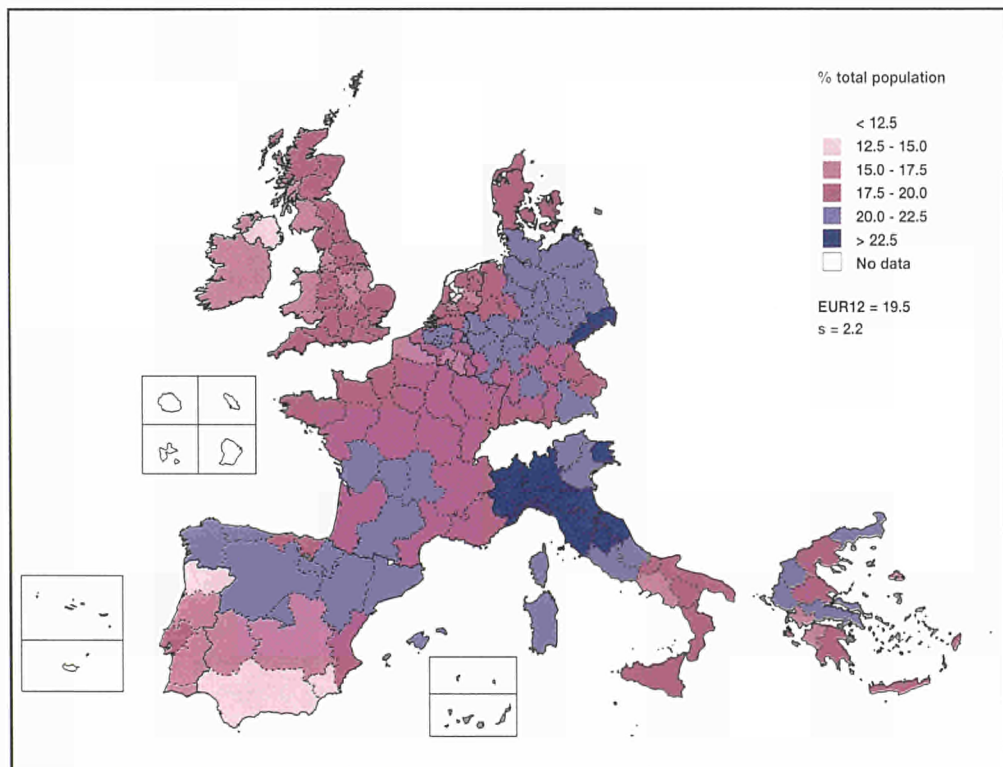 % total population
< 12.5
12.5 - 15.0
15.0 - 17.5
17.5 - 20.0
20.0 - 22.5
> 22.5
No data
EUR12 = 19.5
s = 2.2